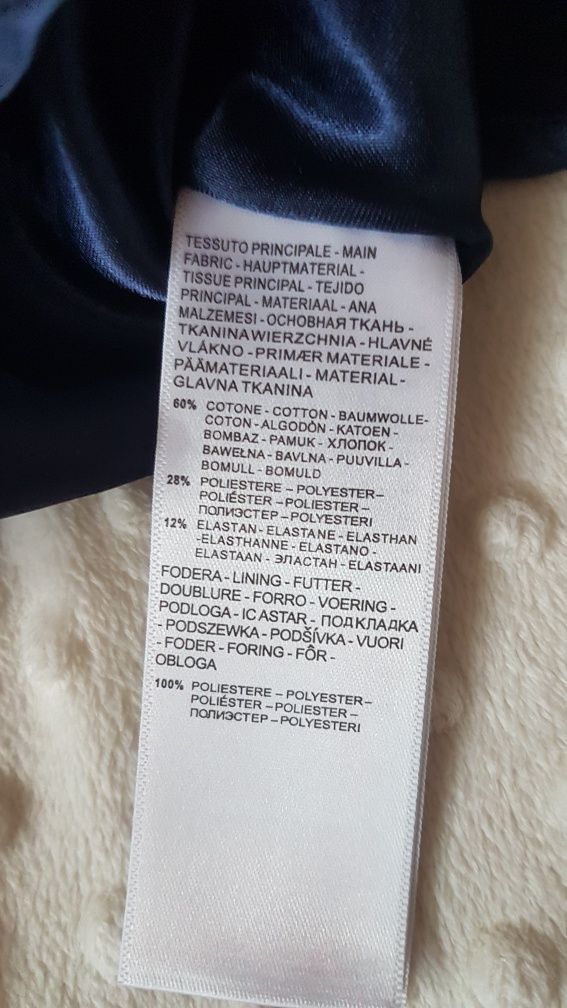 TESSUTO PRINCIPALE - MAIN
FABRIC - HAUPTMATERIAL -
TISSUE PRINCIPAL - TEJIDO
PRINCIPAL - MATERIAAL - ANA
MALZEMESI - ОСНОВНАЯ ТКАНЬ -
TKANINAWIERZCHNIA - HLAVNÉ
VLÁKNO - PRIMÆR MATERIALE -
PÄÄMATERIAALI - MATERIAL -
GLAVNA TKANINA
60% COTONE - COTTON - BAUMWOLLE-
COTON - ALGODÒN - KATOEN -
BOMBAZ - PAMUK - ХЛОПОК -
BAWEŁNA - BAVLNA - PUUVILLA -
BOMULL - BOMULD
28% POLIESTERE – POLYESTER–
POLIÉSTER – POLIESTER –
ПОЛИЭСТЕР – POLYESTERI
12% ELASTAN - ELASTANE - ELASTHAN
-ELASTHANNE - ELASTANO -
ELASTAAN - ЭЛАСТАН - ELASTAANI
FODERA - LINING - FUTTER -
DOUBLURE - FORRO - VOERING -
PODLOGA - IC ASTAR - ПОДКЛАДКА
- PODSZEWKA - PODŠÍVKA - VUORI
- FODER - FORING - FÔR -
OBLOGA
100% POLIESTERE – POLYESTER–
POLIÉSTER – POLIESTER –
ПОЛИЭСТЕР – POLYESTERI